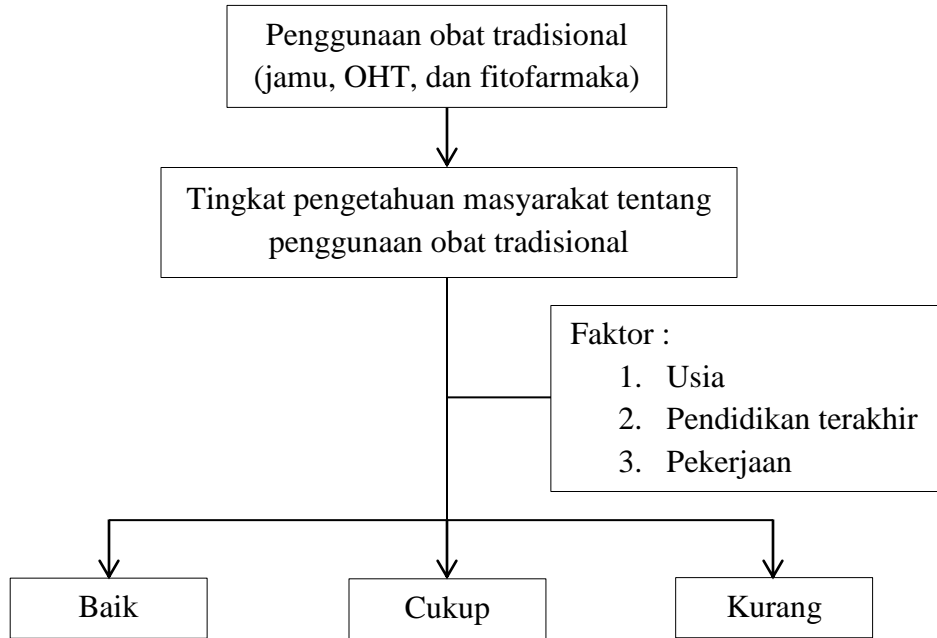 Penggunaan obat tradisional
(jamu, OHT, dan fitofarmaka)
Tingkat pengetahuan masyarakat tentang
penggunaan obat tradisional
Faktor :
1. Usia
2. Pendidikan terakhir
3. Pekerjaan
Baik
Cukup
Kurang